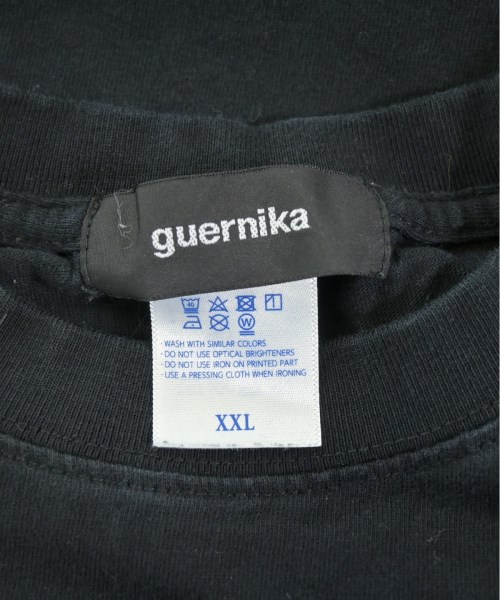 guernika
40
W
· WASH WITH SIMILAR COLORS
· DO NOT USE OPTICAL BRIGHTENERS
· DO NOT USE IRON ON PRINTED PART
· USE A PRESSING CLOTH WHEN IRONING
XXL